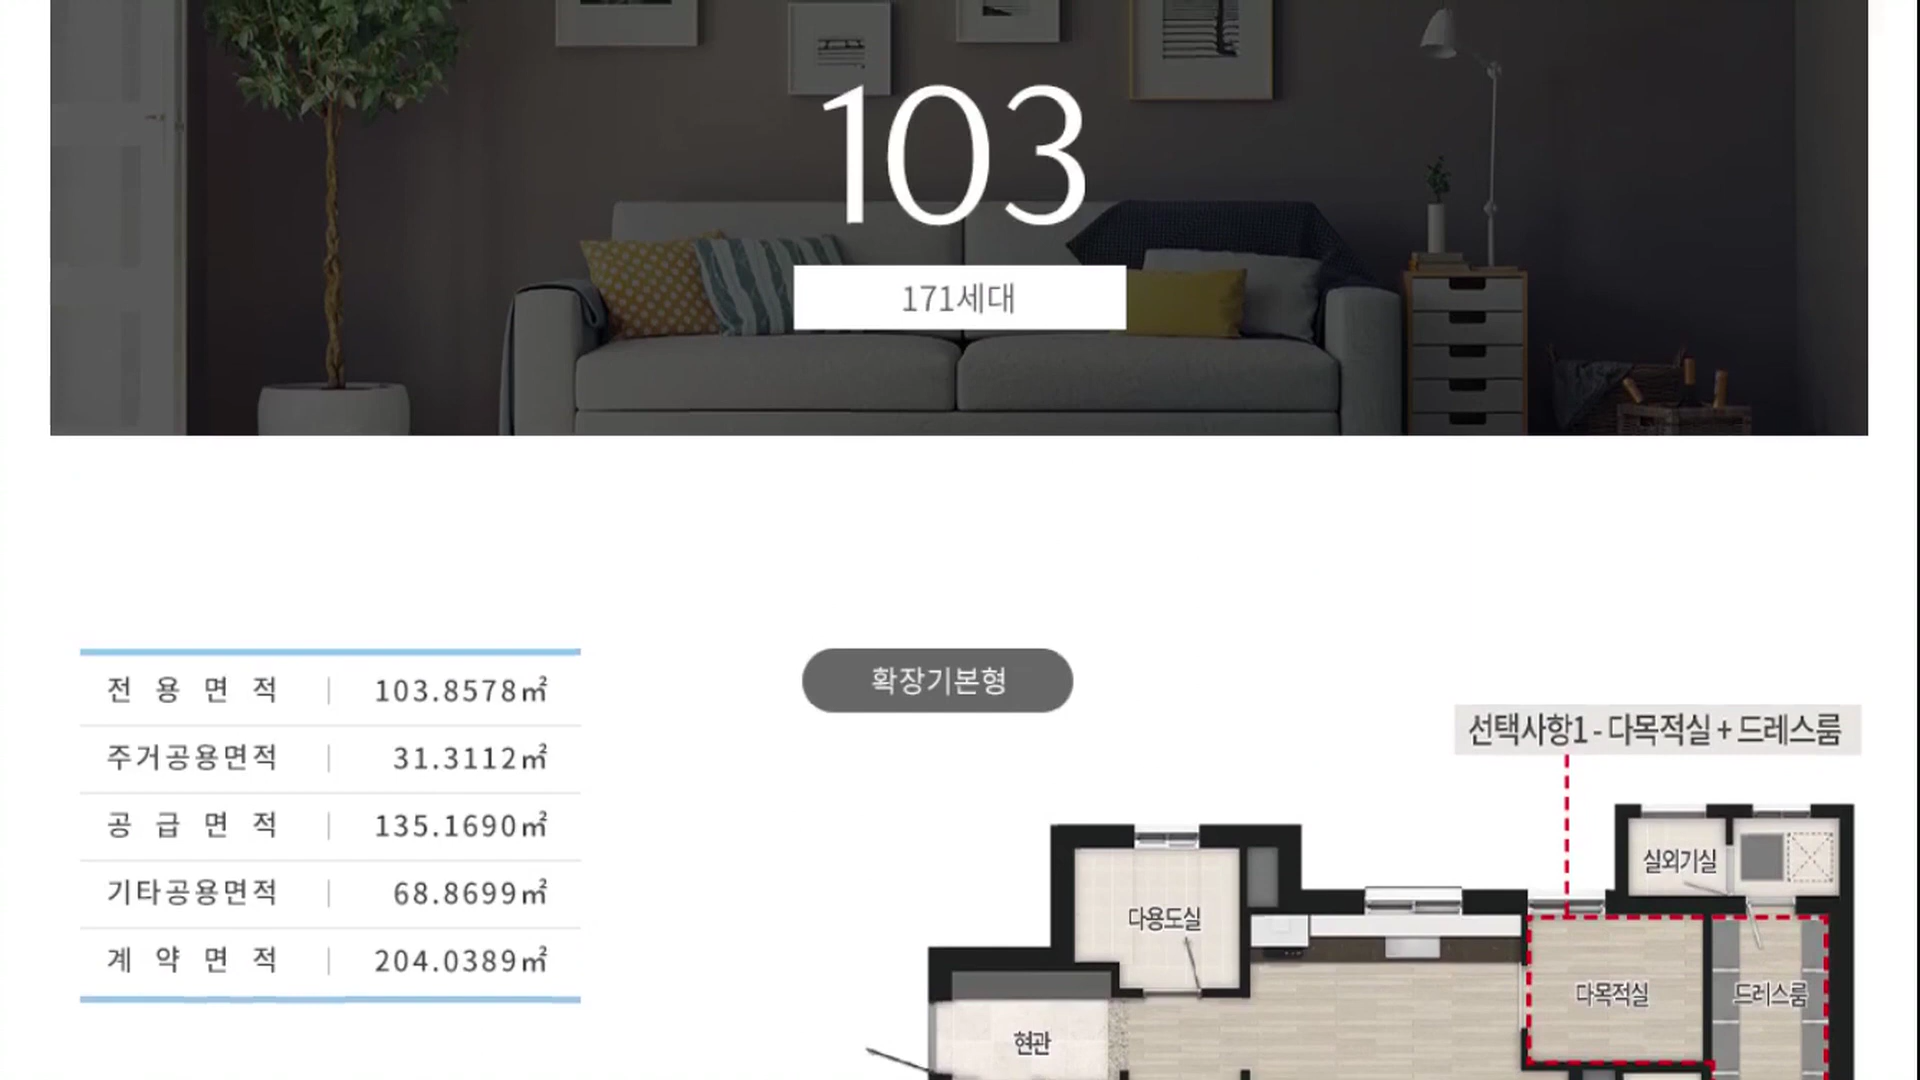 103
171세대
전용면적 | 103.8578㎡
주거공용면적 | 31.3112㎡
공급면적 | 135.1690㎡
기타공용면적 | 68.8699㎡
계약면적 | 204.0389㎡
확장기본형
선택사항1 - 다목적실 + 드레스룸
실외기실
다용도실
다목적실
드레스룸
현관